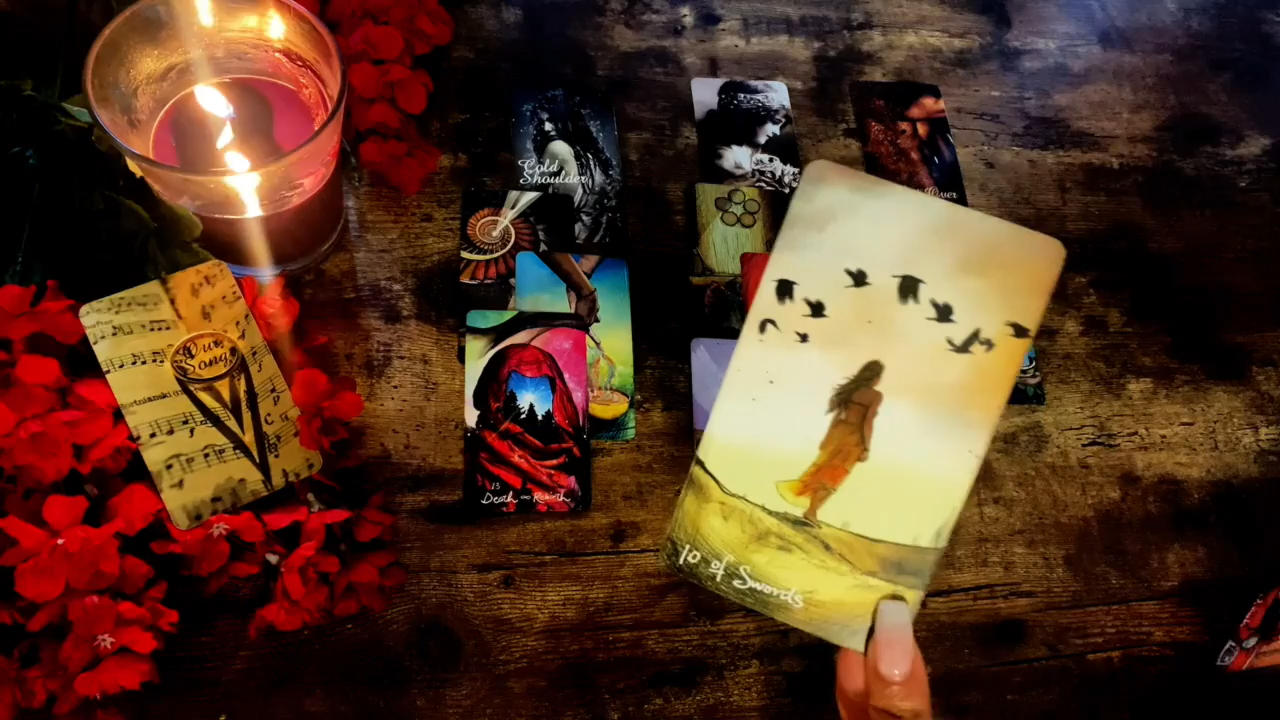 Cold
Shoulder
Our
Song
13
Death ∞ Rebirth
10 of Swords